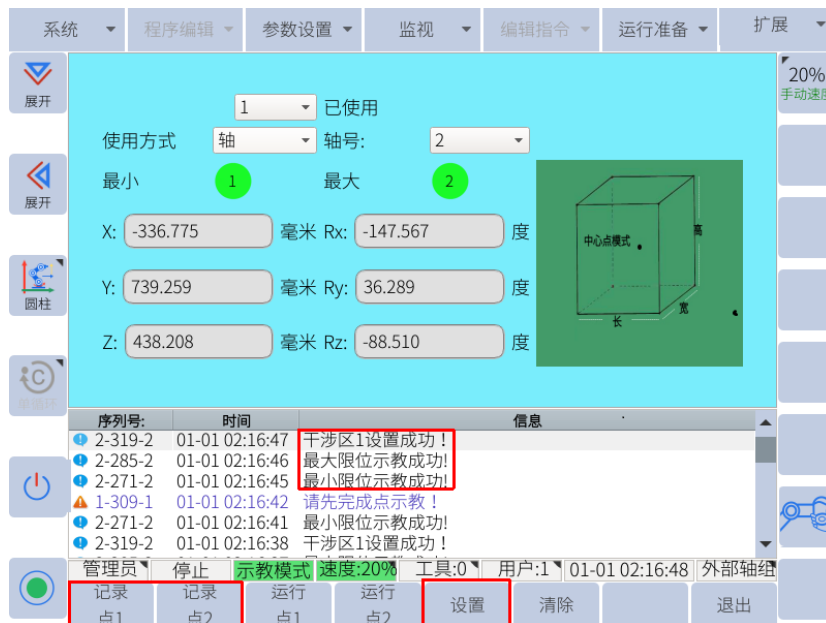 系统 程序编辑 参数设置 监视 编辑指令 运行准备 扩展
展开
20%
手动速度
1 已使用
使用方式 轴 轴号: 2
最小 1 最大 2
展开
X: -336.775 毫米 Rx: -147.567 度
Y: 739.259 毫米 Ry: 36.289 度
Z: 438.208 毫米 Rz: -88.510 度
中心点模式
高
宽
长
圆柱
C
序列号: 时间 信息
2-319-2 01-01 02:16:47 干涉区1设置成功！
2-285-2 01-01 02:16:46 最大限位示教成功!
2-271-2 01-01 02:16:45 最小限位示教成功!
1-309-1 01-01 02:16:42 请先完成点示教！
2-271-2 01-01 02:16:41 最小限位示教成功!
2-319-2 01-01 02:16:38 干涉区1设置成功！
管理员 停止 示教模式 速度:20% 工具:0 用户:1 01-01 02:16:48 外部轴组
记录 记录 运行 运行
点1 点2 点1 点2 设置 清除 退出